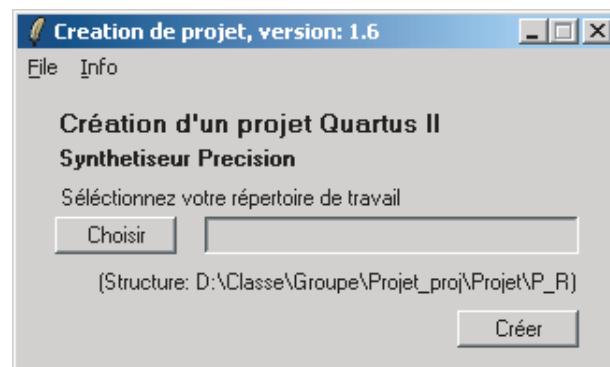 Creation de projet, version: 1.6
File Info
Création d'un projet Quartus II
Synthetiseur Precision
Séléctionnez votre répertoire de travail
Choisir
(Structure: D:\Classe\Groupe\Projet_proj\Projet\P_R)
Créer